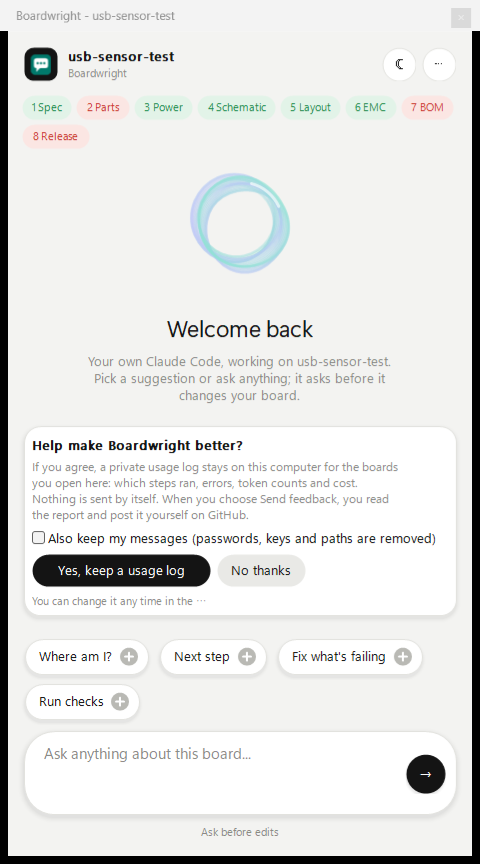 Boardwright - usb-sensor-test
usb-sensor-test
Boardwright
1 Spec
2 Parts
3 Power
4 Schematic
5 Layout
6 EMC
7 BOM
8 Release
Welcome back
Your own Claude Code, working on usb-sensor-test.
Pick a suggestion or ask anything; it asks before it
changes your board.
Help make Boardwright better?
If you agree, a private usage log stays on this computer for the boards
you open here: which steps ran, errors, token counts and cost.
Nothing is sent by itself. When you choose Send feedback, you read
the report and post it yourself on GitHub.
Also keep my messages (passwords, keys and paths are removed)
Yes, keep a usage log
No thanks
You can change it any time in the ···
Where am I?
Next step
Fix what's failing
Run checks
Ask anything about this board...
Ask before edits